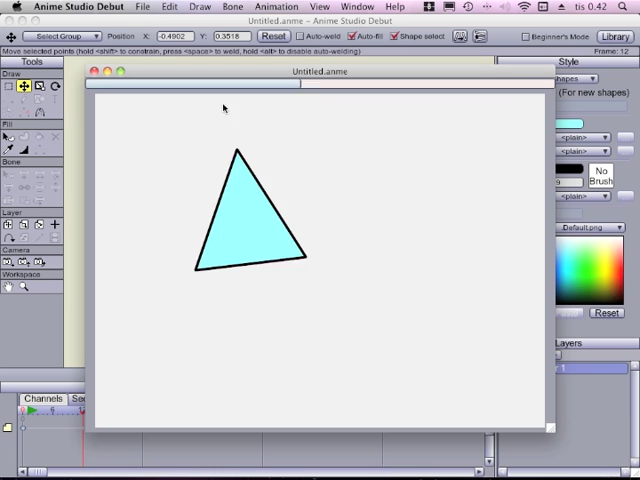 Anime Studio Debut File Edit Draw Bone Animation View Window Help tis 0.42
Untitled.anme – Anime Studio Debut
Select Group Position X: -0.4902 Y: 0.3518 Reset Auto-weld Auto-fill Shape select Beginner's Mode Library
Move selected points (hold <shift> to constrain, press <space> to weld, hold <alt> to disable auto-welding) Frame: 12
Tools
Style
Untitled.anme
Draw
hapes
(For new shapes)
Fill
<plain>
<plain>
Bone
No
Brush
9
<plain>
Layer
Default.png
Camera
Workspace
Reset
Layers
1
Channels
6